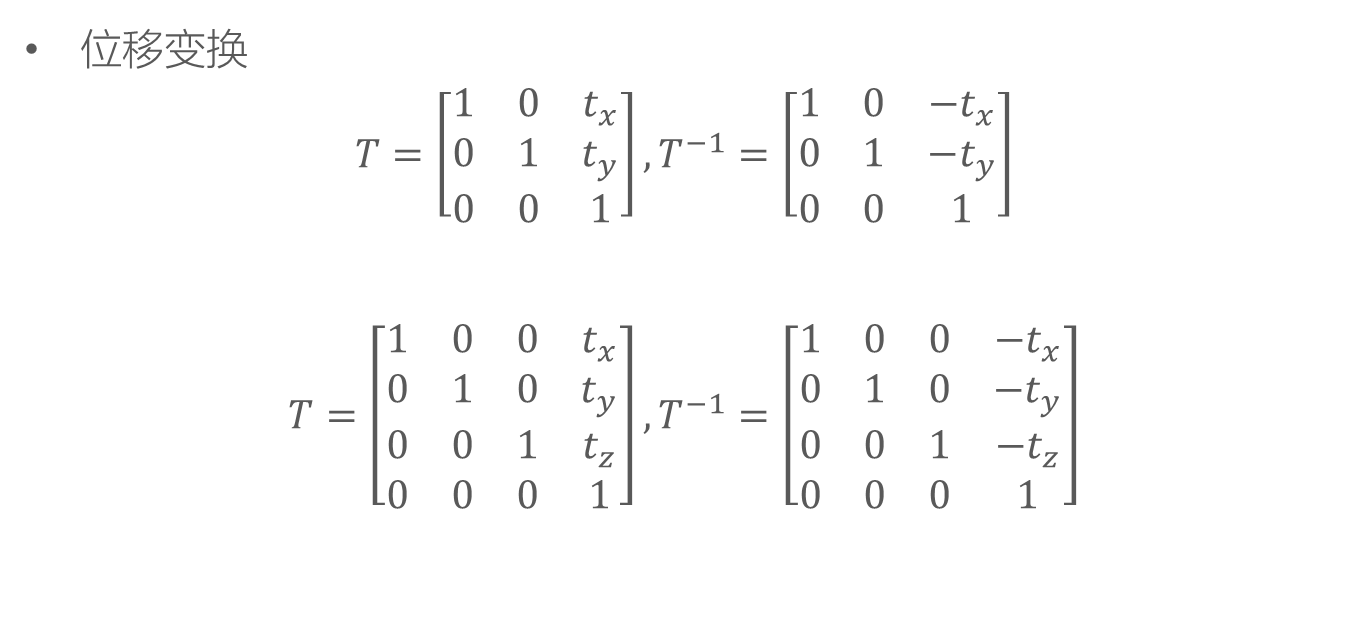 • 位移变换
T = [1 0 t_x; 0 1 t_y; 0 0 1], T^{-1} = [1 0 −t_x; 0 1 −t_y; 0 0 1]
T = [1 0 0 t_x; 0 1 0 t_y; 0 0 1 t_z; 0 0 0 1], T^{-1} = [1 0 0 −t_x; 0 1 0 −t_y; 0 0 1 −t_z; 0 0 0 1]